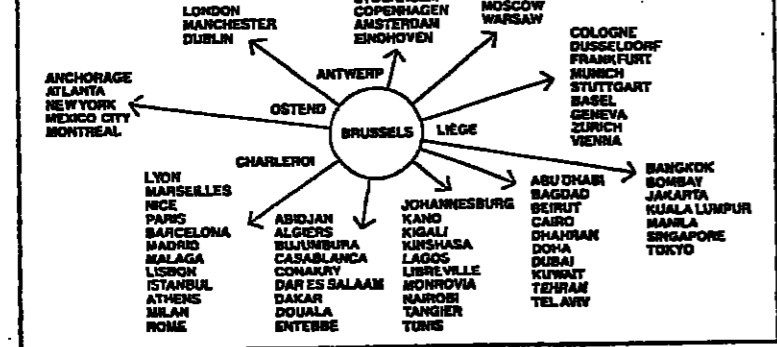 LONDON
MANCHESTER
DUBLIN
COPENHAGEN
AMSTERDAM
EINDHOVEN
MOSCOW
WARSAW
COLOGNE
DUSSELDORF
FRANKFURT
MUNICH
STUTTGART
BASEL
GENEVA
ZURICH
VIENNA
ANCHORAGE
ATLANTA
NEW YORK
MEXICO CITY
MONTREAL
ANTWERP
OSTEND
BRUSSELS
LIÈGE
CHARLEROI
LYON
MARSEILLES
NICE
PARIS
BARCELONA
MADRID
MALAGA
LISBON
ISTANBUL
ATHENS
MILAN
ROME
ABIDJAN
ALGIERS
BUJUMBURA
CASABLANCA
CONAKRY
DAR ES SALAAM
DAKAR
DOUALA
ENTEBBE
JOHANNESBURG
KANO
KIGALI
KINSHASA
LAGOS
LIBREVILLE
MONROVIA
NAIROBI
TANGIER
TUNIS
ABU DHABI
BAGDAD
BEIRUT
CAIRO
DHAHRAN
DOHA
DUBAI
KUWAIT
TEHRAN
TEL AVIV
BANGKOK
BOMBAY
JAKARTA
KUALA LUMPUR
MANILA
SINGAPORE
TOKYO